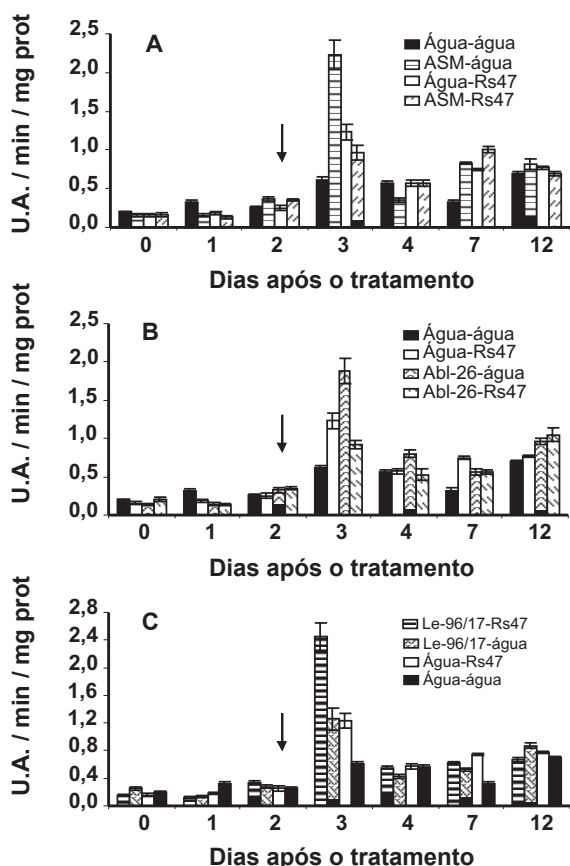 A
U.A. / min / mg prot
2,5
2,0
1,5
1,0
0,5
0,0
Água-água
ASM-água
Água-Rs47
ASM-Rs47
0 1 2 3 4 7 12
Dias após o tratamento
B
U.A. / min / mg prot
2,5
2,0
1,5
1,0
0,5
0,0
Água-água
Água-Rs47
Abl-26-água
Abl-26-Rs47
0 1 2 3 4 7 12
Dias após o tratamento
C
U.A. / min / mg prot
2,8
2,4
2,0
1,6
1,2
0,8
0,4
0,0
Le-96/17-Rs47
Le-96/17-água
Água-Rs47
Água-água
0 1 2 3 4 7 12
Dias após o tratamento